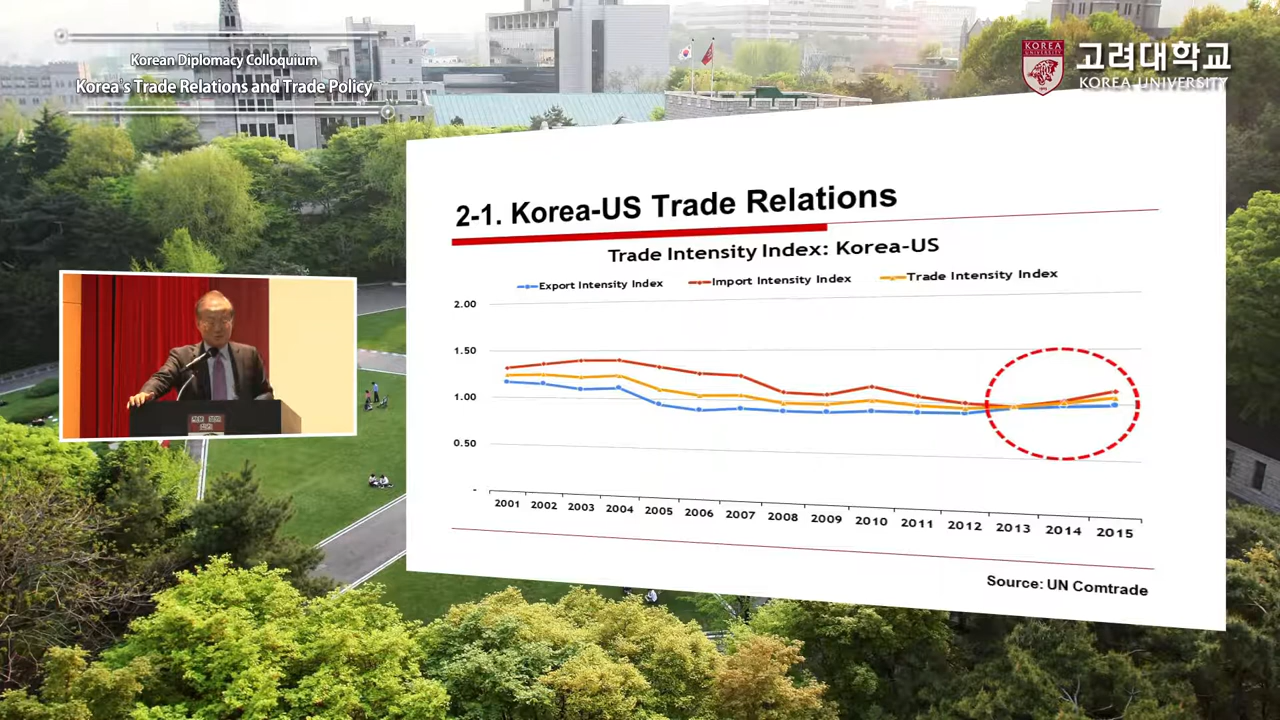 Korean Diplomacy Colloquium
Korea's Trade Relations and Trade Policy
KOREA
UNIVERSITY
고려대학교
KOREA UNIVERSITY
2-1. Korea-US Trade Relations
Trade Intensity Index: Korea-US
Export Intensity Index Import Intensity Index Trade Intensity Index
2.00
1.50
1.00
0.50
-
2001 2002 2003 2004 2005 2006 2007 2008 2009 2010 2011 2012 2013 2014 2015
Source: UN Comtrade